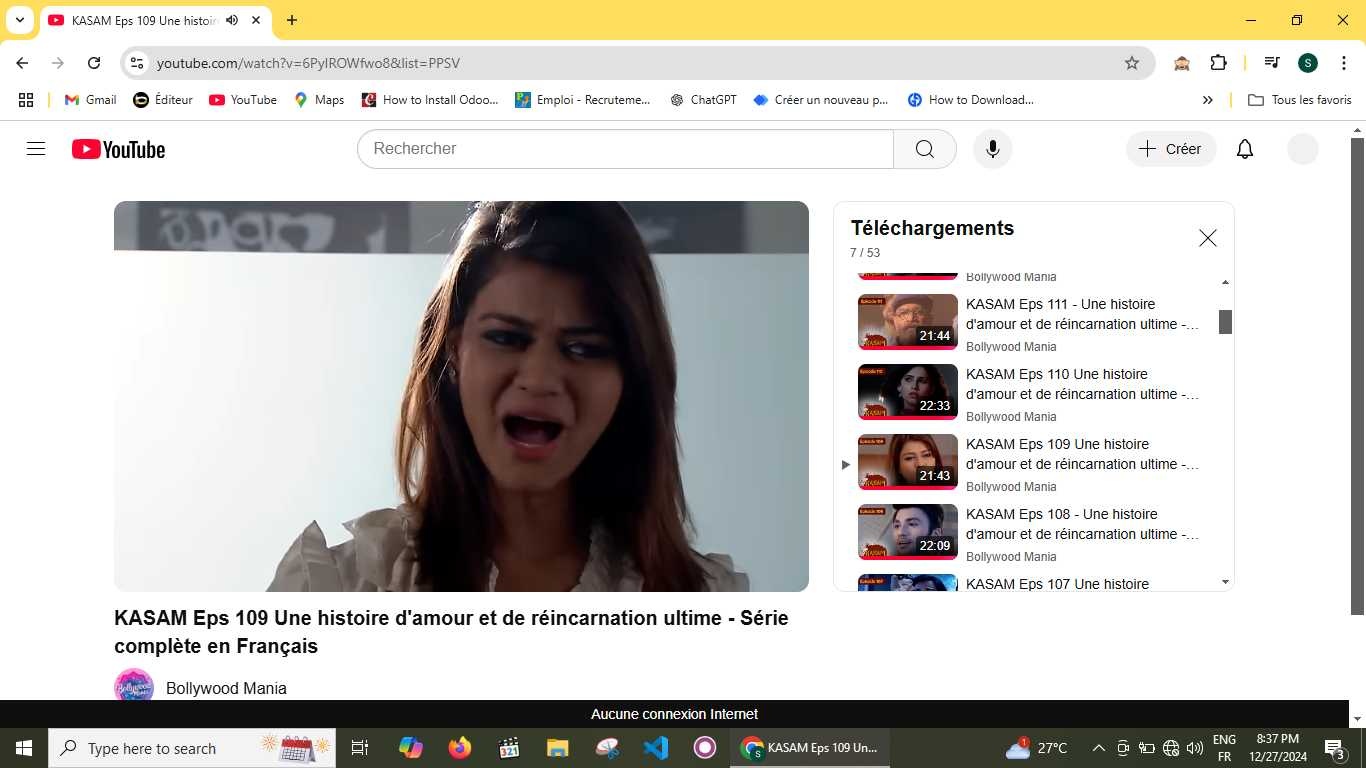 KASAM Eps 109 Une histoir
youtube.com/watch?v=6PylROWfwo8&list=PPSV
S
Gmail
Éditeur
YouTube
Maps
How to Install Odoo...
Emploi - Recruteme...
ChatGPT
Créer un nouveau p...
How to Download...
»
Tous les favoris
YouTube
Rechercher
Créer
Téléchargements
7 / 53
Bollywood Mania
KASAM Eps 111 - Une histoire
d'amour et de réincarnation ultime -...
21:44
Bollywood Mania
KASAM Eps 110 Une histoire
d'amour et de réincarnation ultime -...
22:33
Bollywood Mania
KASAM Eps 109 Une histoire
d'amour et de réincarnation ultime -...
21:43
Bollywood Mania
KASAM Eps 108 - Une histoire
d'amour et de réincarnation ultime -...
22:09
Bollywood Mania
KASAM Eps 107 Une histoire
KASAM Eps 109 Une histoire d'amour et de réincarnation ultime - Série
complète en Français
Bollywood Mania
Aucune connexion Internet
Type here to search
KASAM Eps 109 Un...
27°C
ENG
FR
8:37 PM
12/27/2024
3